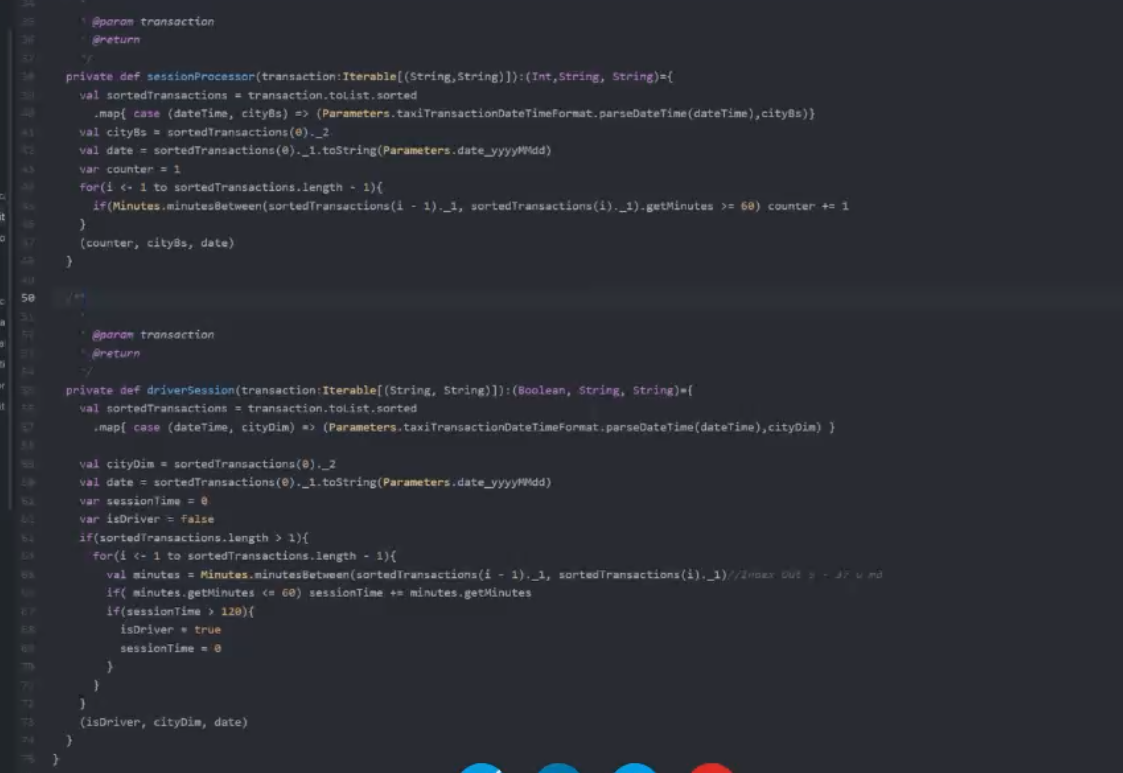 * @param transaction
* @return
*/
private def sessionProcessor(transaction:Iterable[(String,String)]):(Int,String, String)={
val sortedTransactions = transaction.toList.sorted
.map{ case (dateTime, cityBs) => (Parameters.taxiTransactionDateTimeFormat.parseDateTime(dateTime),cityBs)}
val cityBs = sortedTransactions(0)._2
val date = sortedTransactions(0)._1.toString(Parameters.date_yyyyMMdd)
var counter = 1
for(i <- 1 to sortedTransactions.length - 1){
if(Minutes.minutesBetween(sortedTransactions(i - 1)._1, sortedTransactions(i)._1).getMinutes >= 60) counter += 1
}
(counter, cityBs, date)
}
50 /**
*
* @param transaction
* @return
*/
private def driverSession(transaction:Iterable[(String, String)]):(Boolean, String, String)={
val sortedTransactions = transaction.toList.sorted
.map{ case (dateTime, cityDim) => (Parameters.taxiTransactionDateTimeFormat.parseDateTime(dateTime),cityDim) }
val cityDim = sortedTransactions(0)._2
val date = sortedTransactions(0)._1.toString(Parameters.date_yyyyMMdd)
var sessionTime = 0
var isDriver = false
if(sortedTransactions.length > 1){
for(i <- 1 to sortedTransactions.length - 1){
val minutes = Minutes.minutesBetween(sortedTransactions(i - 1)._1, sortedTransactions(i)._1)
if( minutes.getMinutes <= 60) sessionTime += minutes.getMinutes
if(sessionTime > 120){
isDriver = true
sessionTime = 0
}
}
}
(isDriver, cityDim, date)
}
}